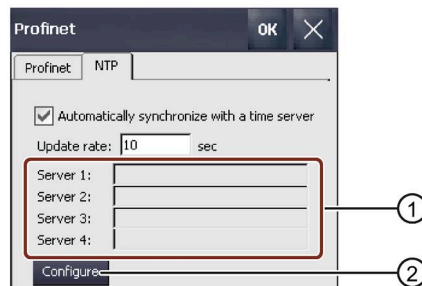 Profinet OK
Profinet NTP
Automatically synchronize with a time server
Update rate: 10 sec
Server 1:
Server 2:
Server 3:
Server 4:
1
Configure
2